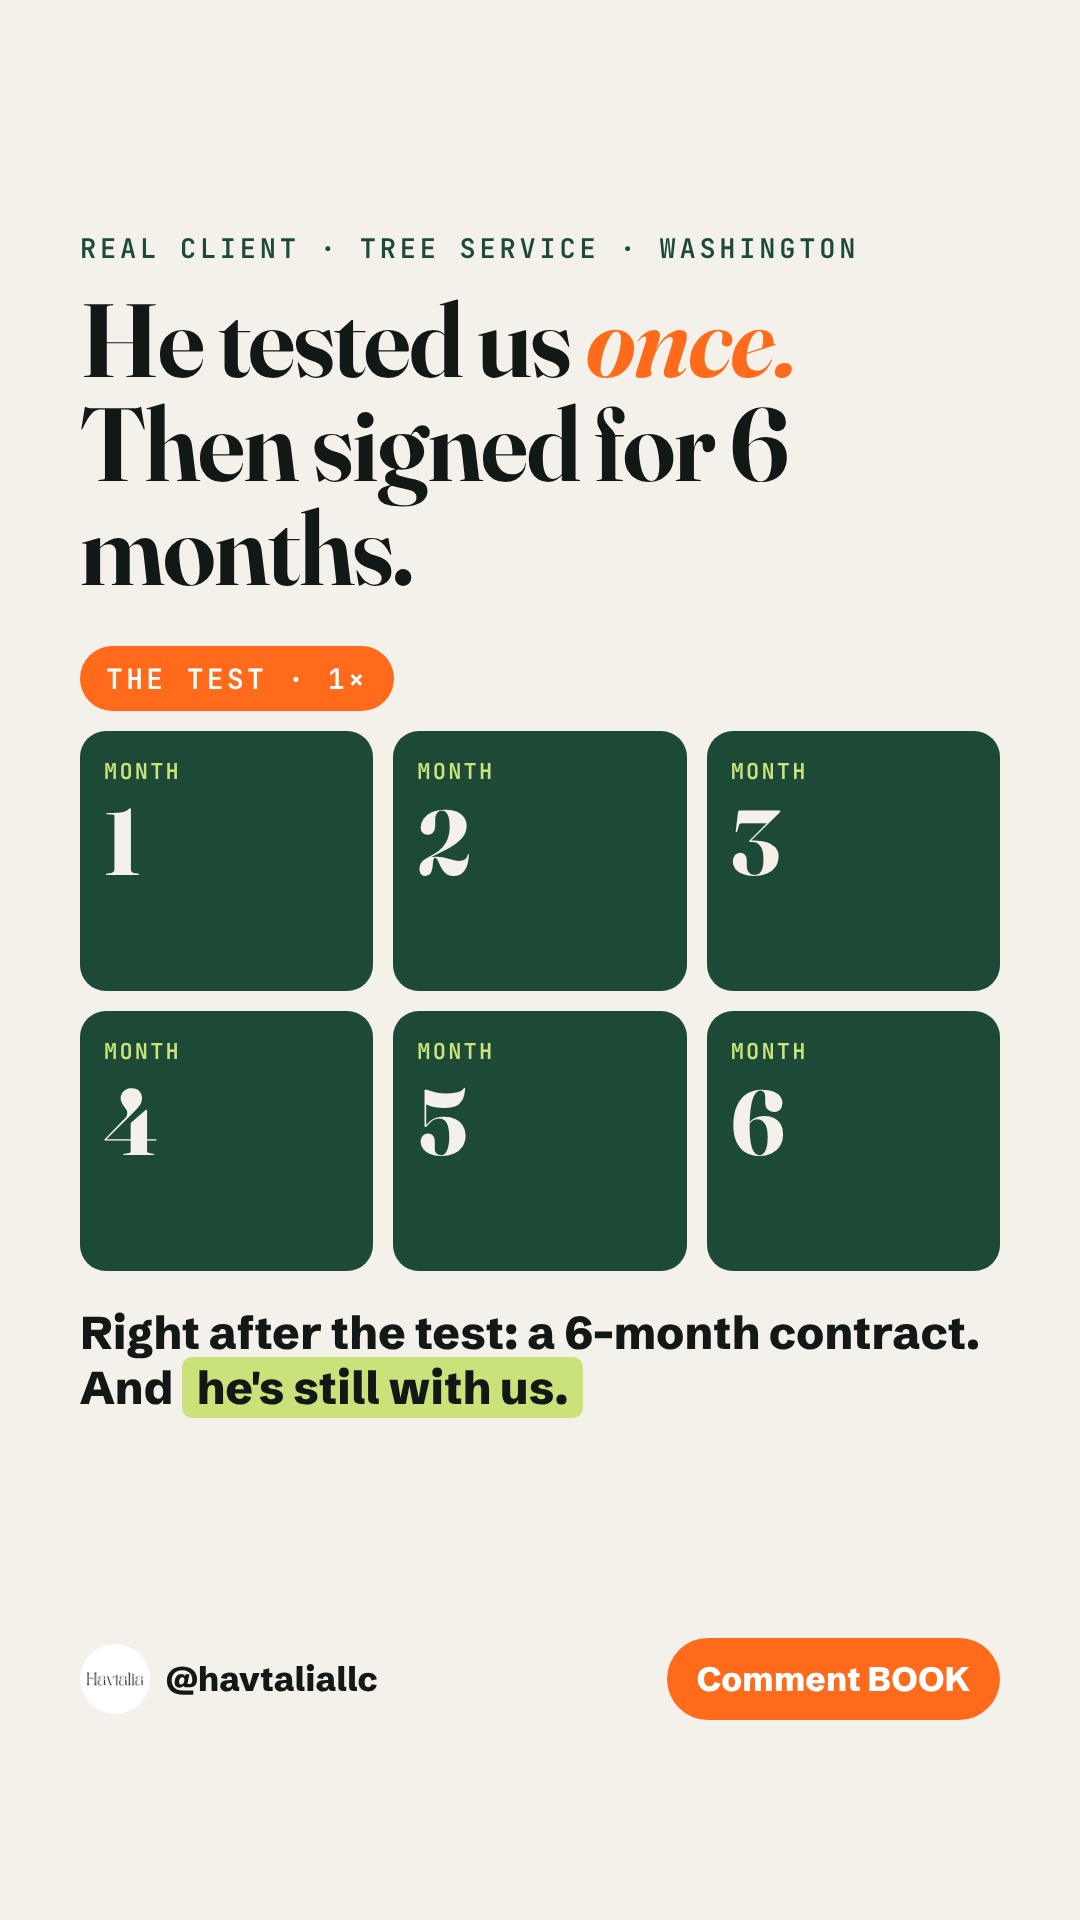 REAL CLIENT · TREE SERVICE · WASHINGTON
He tested us once.
Then signed for 6
months.
THE TEST · 1×
MONTH
1
MONTH
2
MONTH
3
MONTH
4
MONTH
5
MONTH
6
Right after the test: a 6-month contract.
And he's still with us.
Havtalia
@havtaliallc
Comment BOOK